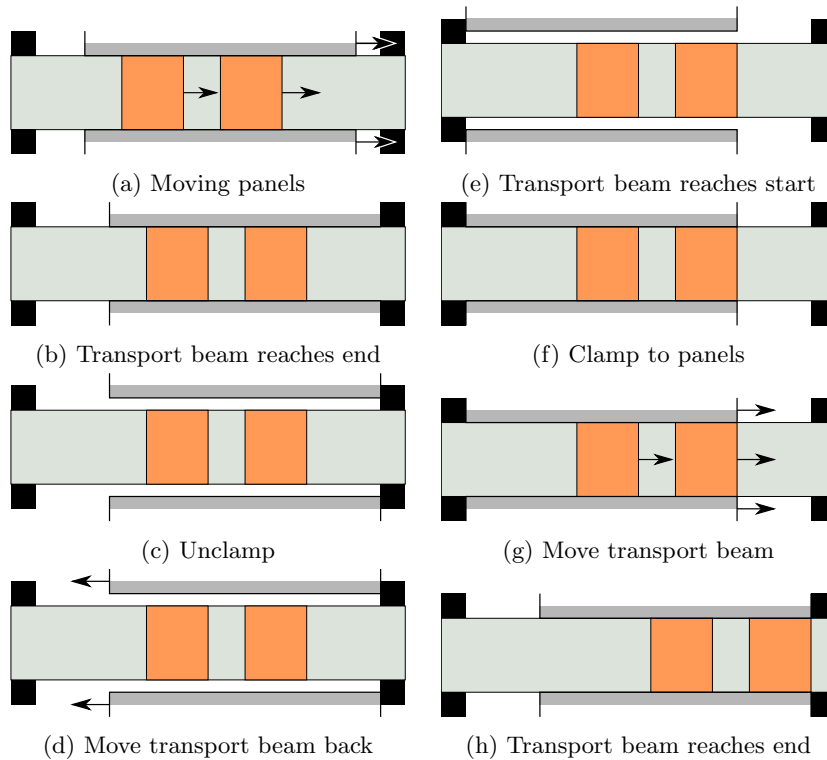 (a) Moving panels
(b) Transport beam reaches end
(c) Unclamp
(d) Move transport beam back
(e) Transport beam reaches start
(f) Clamp to panels
(g) Move transport beam
(h) Transport beam reaches end